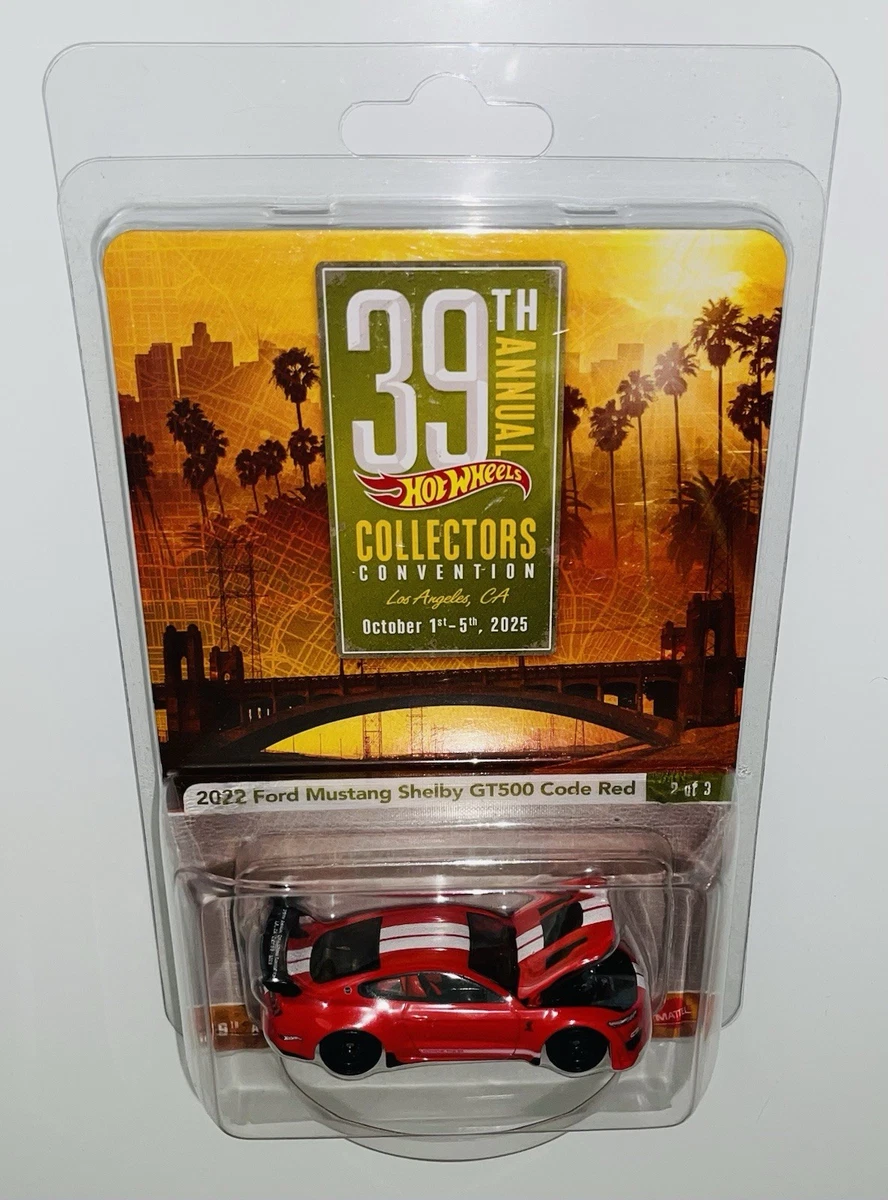 39TH
ANNUAL
HOT WHEELS
COLLECTORS
CONVENTION
Los Angeles, CA
October 1st-5th, 2025
2022 Ford Mustang Shelby GT500 Code Red
2 of 3
MATTEL